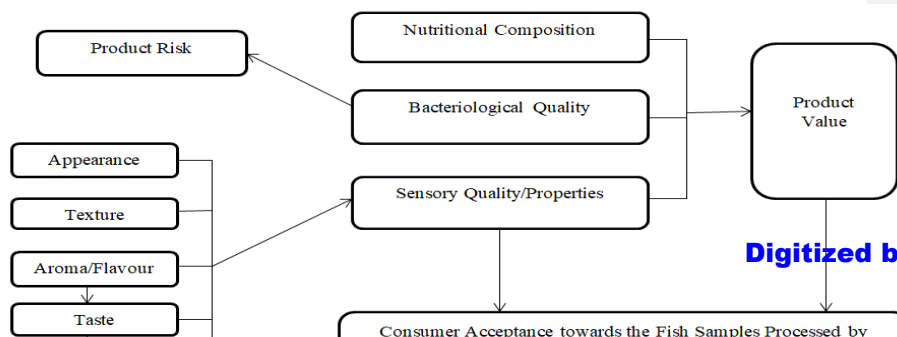 Nutritional Composition
Product Risk
Bacteriological Quality
Product
Value
Appearance
Sensory Quality/Properties
Texture
Aroma/Flavour
Digitized b
Taste
Consumer Acceptance towards the Fish Samples Processed by